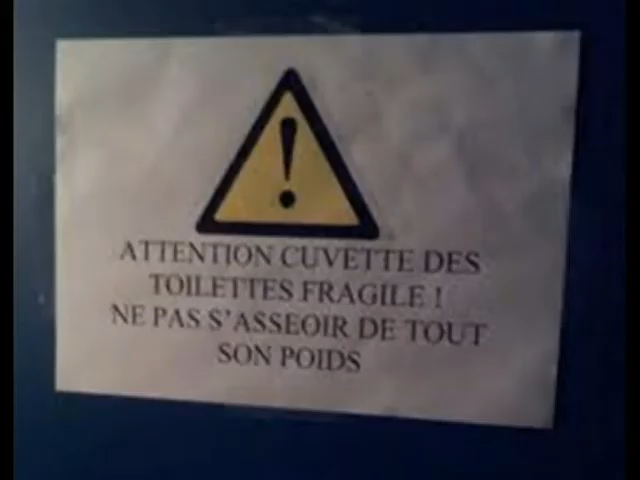 ATTENTION CUVETTE DES
TOILETTES FRAGILE !
NE PAS S'ASSEOIR DE TOUT
SON POIDS